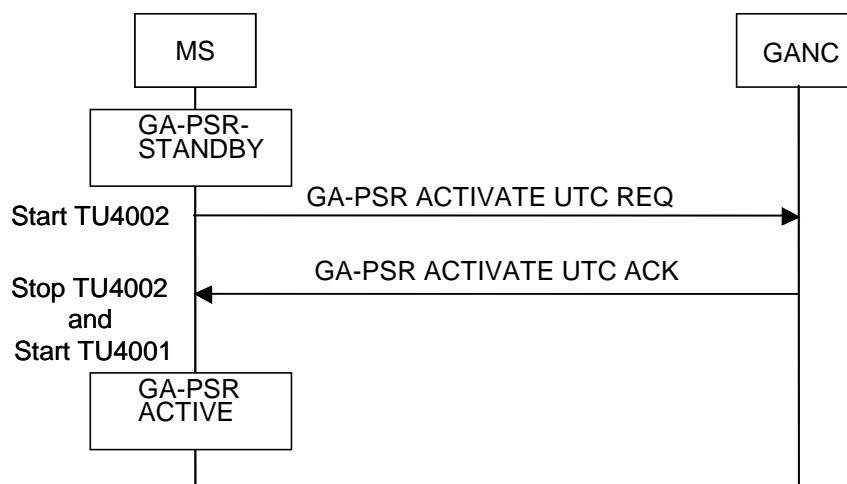 MS
GANC
GA-PSR-
STANDBY
Start TU4002
GA-PSR ACTIVATE UTC REQ
GA-PSR ACTIVATE UTC ACK
Stop TU4002
and
Start TU4001
GA-PSR
ACTIVE